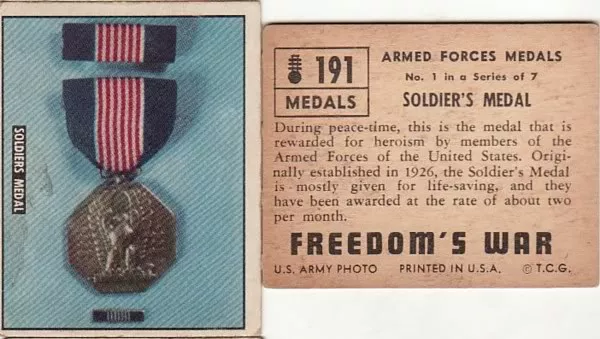 SOLDIERS MEDAL
191
MEDALS
ARMED FORCES MEDALS
No. 1 in a Series of 7
SOLDIER'S MEDAL
During peace-time, this is the medal that is
rewarded for heroism by members of the
Armed Forces of the United States. Origi-
nally established in 1926, the Soldier's Medal
is mostly given for life-saving, and they
have been awarded at the rate of about two
per month.
FREEDOM'S WAR
U.S. ARMY PHOTO PRINTED IN U.S.A. © T.C.G.